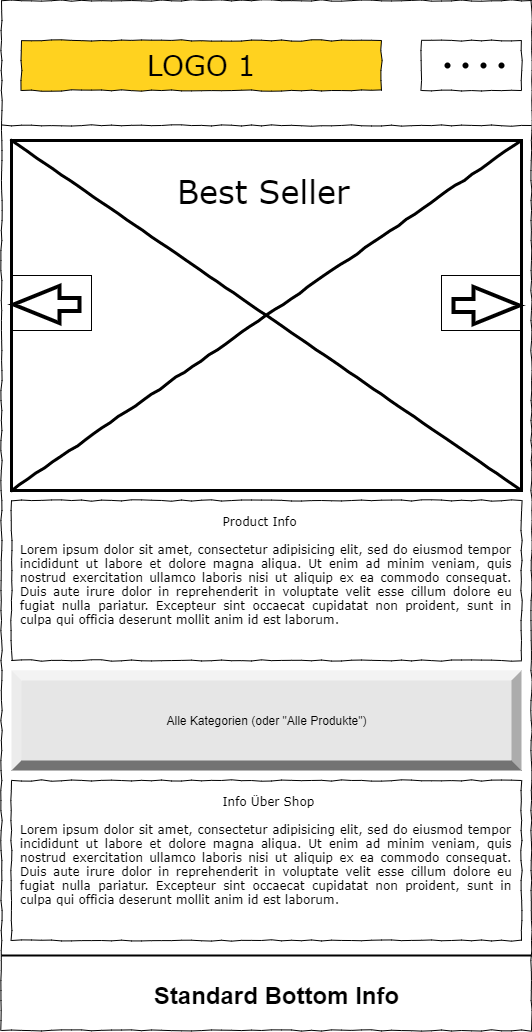 LOGO 1
Best Seller
Product Info
Lorem ipsum dolor sit amet, consectetur adipisicing elit, sed do eiusmod tempor
incididunt ut labore et dolore magna aliqua. Ut enim ad minim veniam, quis
nostrud exercitation ullamco laboris nisi ut aliquip ex ea commodo consequat.
Duis aute irure dolor in reprehenderit in voluptate velit esse cillum dolore eu
fugiat nulla pariatur. Excepteur sint occaecat cupidatat non proident, sunt in
culpa qui officia deserunt mollit anim id est laborum.
Alle Kategorien (oder "Alle Produkte")
Info Über Shop
Lorem ipsum dolor sit amet, consectetur adipisicing elit, sed do eiusmod tempor
incididunt ut labore et dolore magna aliqua. Ut enim ad minim veniam, quis
nostrud exercitation ullamco laboris nisi ut aliquip ex ea commodo consequat.
Duis aute irure dolor in reprehenderit in voluptate velit esse cillum dolore eu
fugiat nulla pariatur. Excepteur sint occaecat cupidatat non proident, sunt in
culpa qui officia deserunt mollit anim id est laborum.
Standard Bottom Info